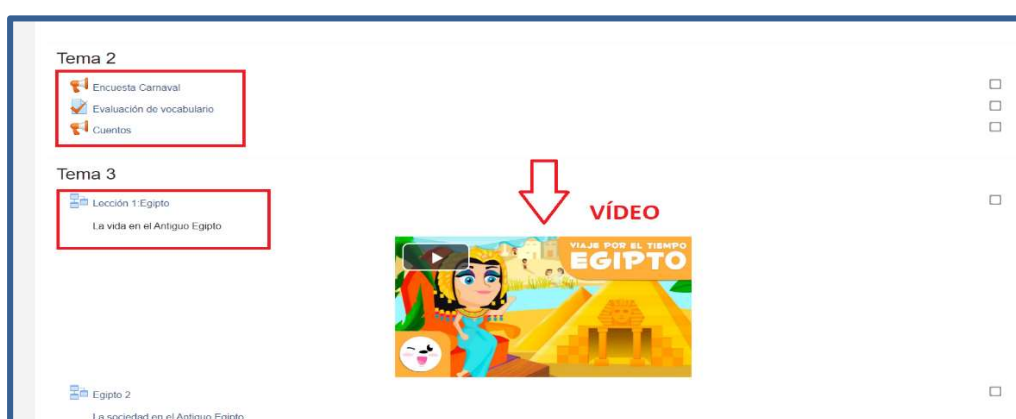 Tema 2
Encuesta Carnaval
Evaluación de vocabulario
Cuentos
Tema 3
Lección 1:Egipto
La vida en el Antiguo Egipto
VÍDEO
VIAJE POR EL TIEMPO
EGIPTO
Egipto 2
La sociedad en el Antiguo Egipto